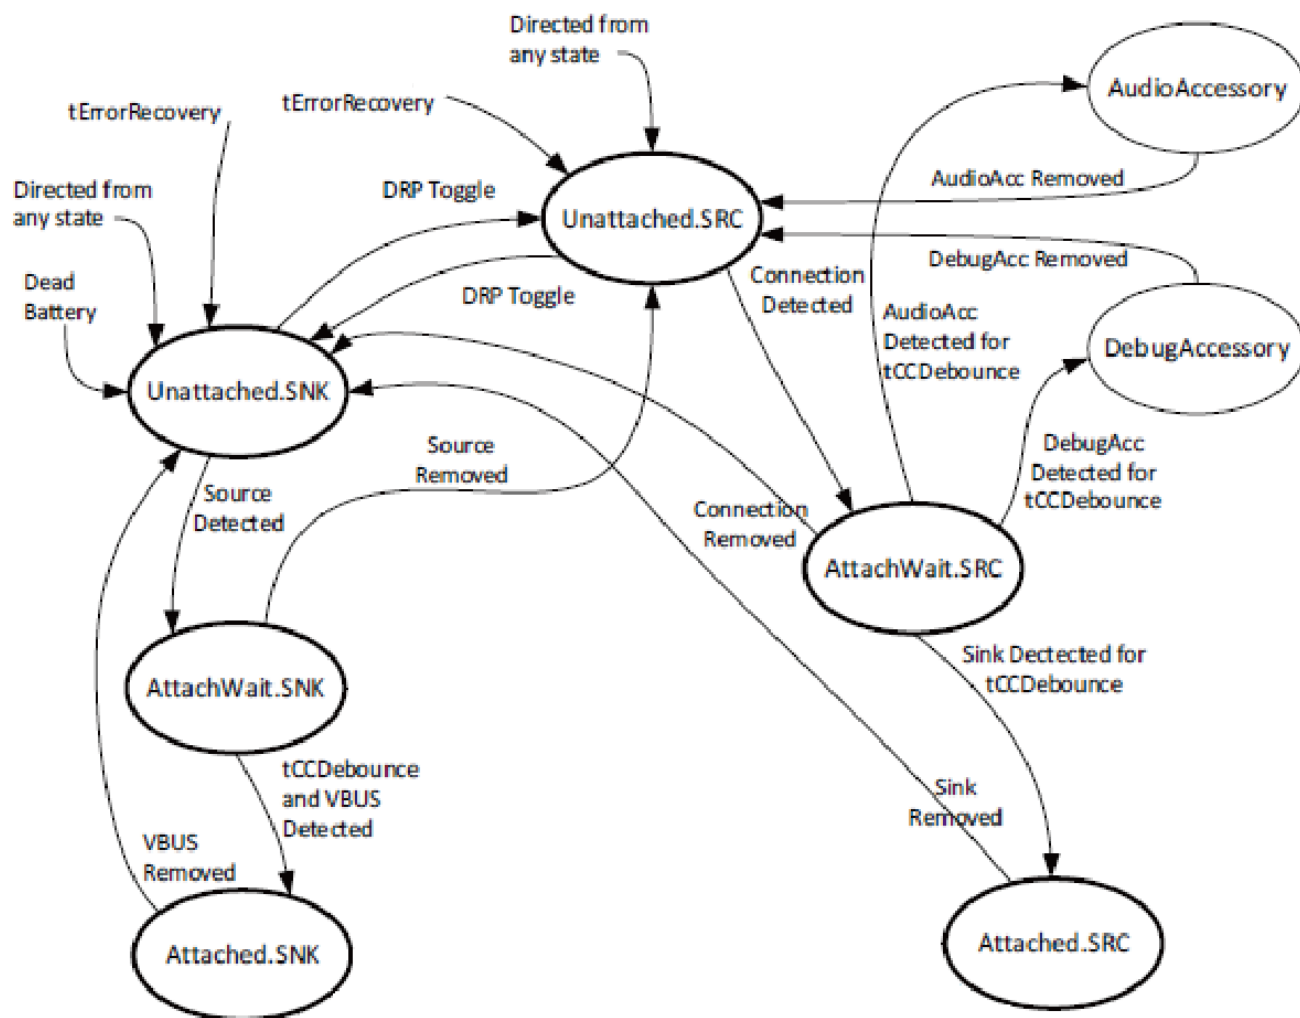 Directed from
any state
AudioAccessory
tErrorRecovery
tErrorRecovery
AudioAcc Removed
DRP Toggle
Directed from
any state
Unattached.SRC
DebugAcc Removed
Connection
Detected
Dead
Battery
DRP Toggle
AudioAcc
Detected for
tCCDebounce
DebugAccessory
Unattached.SNK
Source
Removed
DebugAcc
Detected for
tCCDebounce
Source
Detected
Connection
Removed
AttachWait.SRC
Sink Dectected for
tCCDebounce
AttachWait.SNK
tCCDebounce
and VBUS
Detected
Sink
Removed
VBUS
Removed
Attached.SNK
Attached.SRC